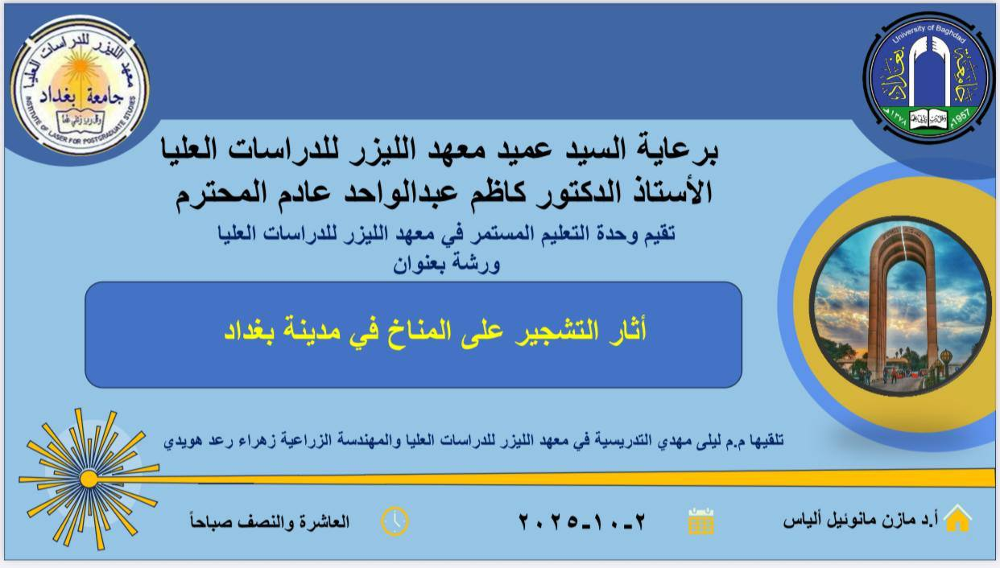 معهد الليزر للدراسات العليا
جامعة بغداد
INSTITUTE OF LASER FOR POSTGRADUATE STUDIES
University of Baghdad
جامعة بغداد
١٣٧٨هـ
1957م
برعاية السيد عميد معهد الليزر للدراسات العليا
الأستاذ الدكتور كاظم عبدالواحد عادم المحترم
تقيم وحدة التعليم المستمر في معهد الليزر للدراسات العليا
ورشة بعنوان
أثار التشجير على المناخ في مدينة بغداد
تلقيها م.م ليلى مهدي التدريسية في معهد الليزر للدراسات العليا والمهندسة الزراعية زهراء رعد هويدي
أ.د مازن مانوئيل ألياس
٢-١٠-٢٠٢٥
العاشرة والنصف صباحاً